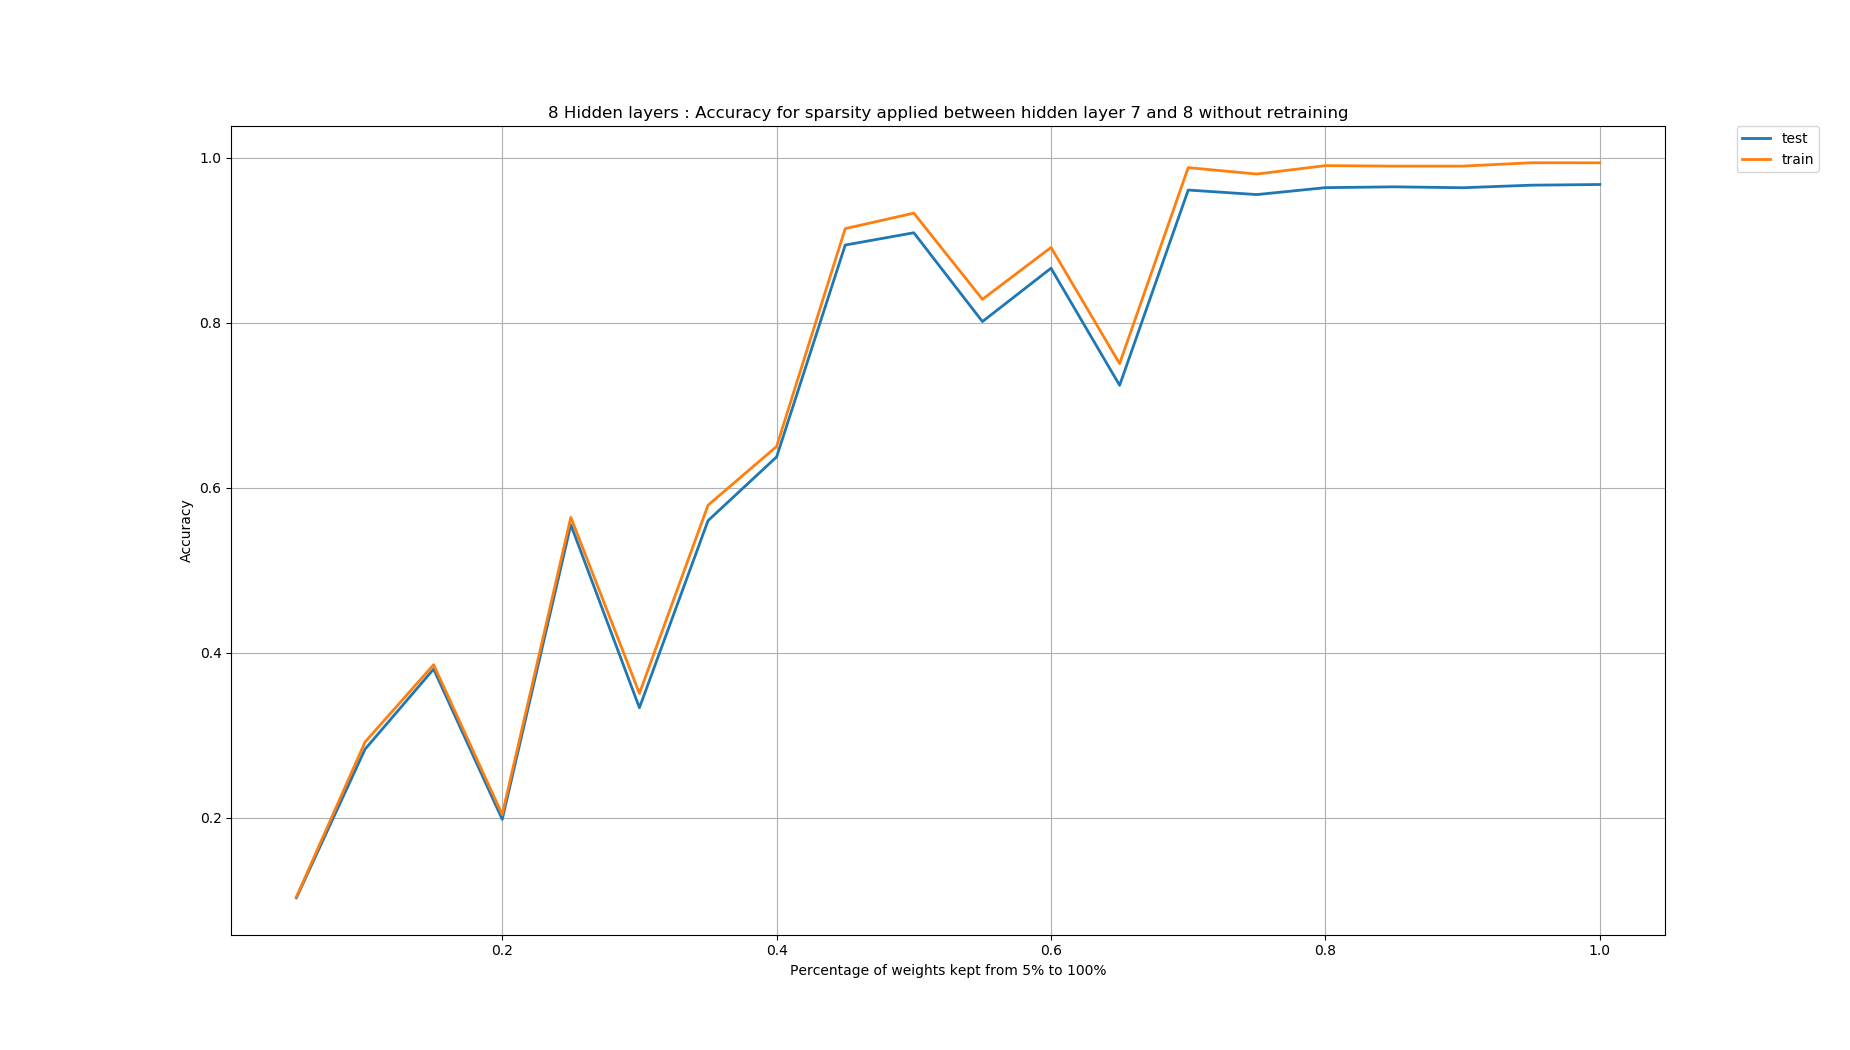 8 Hidden layers : Accuracy for sparsity applied between hidden layer 7 and 8 without retraining
test
train
1.0
0.8
0.6
0.4
0.2
Accuracy
0.2 0.4 0.6 0.8 1.0
Percentage of weights kept from 5% to 100%